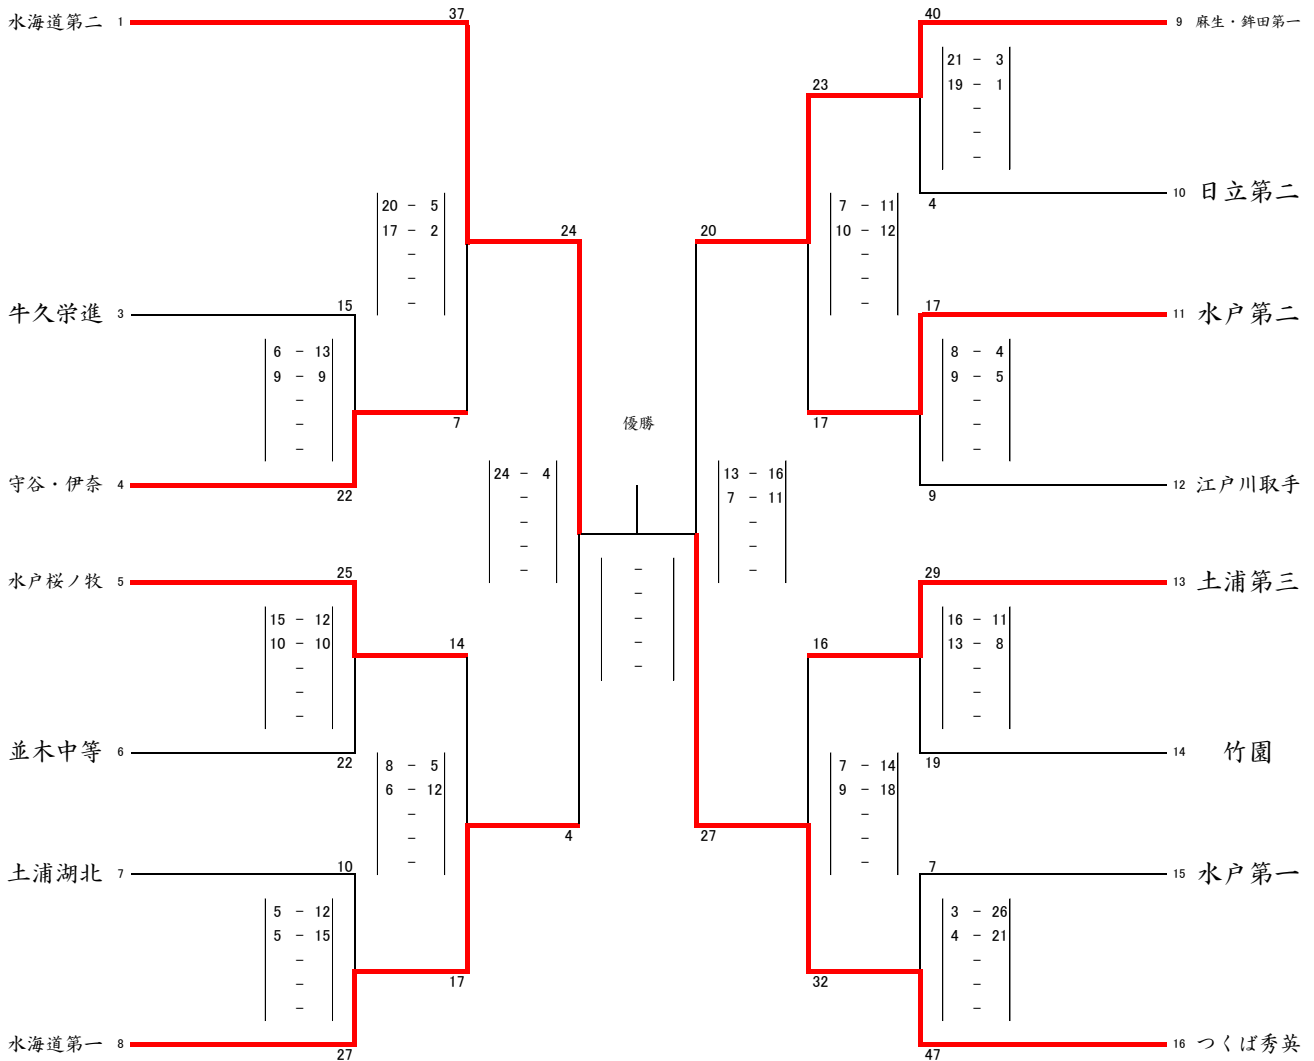 水海道第二 1
37
20 - 5
17 - 2
-
-
-
24
牛久栄進 3
15
6 - 13
9 - 9
-
-
-
7
守谷・伊奈 4
22
24 - 4
-
-
-
-
水戸桜ノ牧 5
25
15 - 12
10 - 10
-
-
-
14
並木中等 6
22
8 - 5
6 - 12
-
-
-
4
土浦湖北 7
10
5 - 12
5 - 15
-
-
-
17
水海道第一 8
27
優勝
-
-
-
-
-
40
9 麻生・鉾田第一
21 - 3
19 - 1
-
-
-
23
4
10 日立第二
20
7 - 11
10 - 12
-
-
-
17
11 水戸第二
8 - 4
9 - 5
-
-
-
17
9
12 江戸川取手
13 - 16
7 - 11
-
-
-
29
13 土浦第三
16 - 11
13 - 8
-
-
-
16
19
14 竹園
7 - 14
9 - 18
-
-
-
27
7
15 水戸第一
3 - 26
4 - 21
-
-
-
32
47
16 つくば秀英